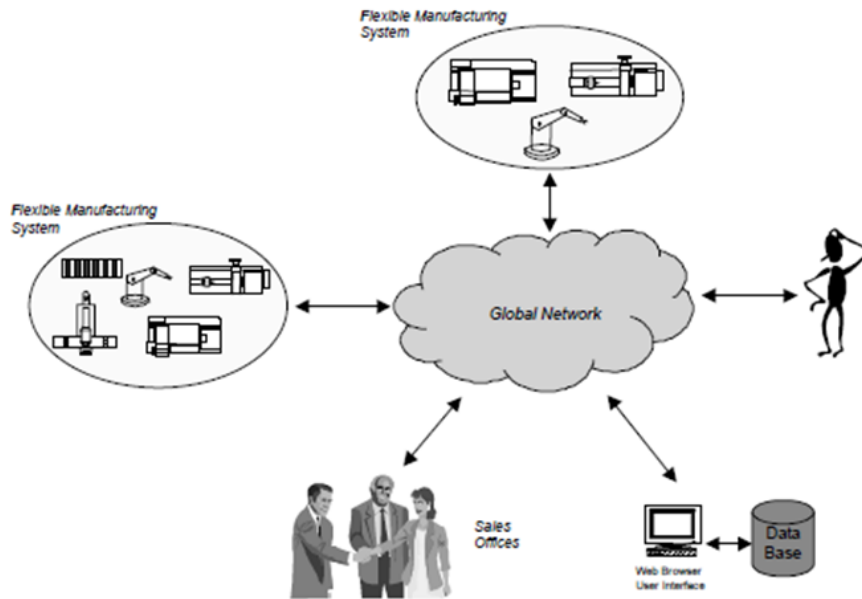 Flexible Manufacturing
System
Flexible Manufacturing
System
Global Network
Sales
Offices
Data
Base
Web Browser
User Interface